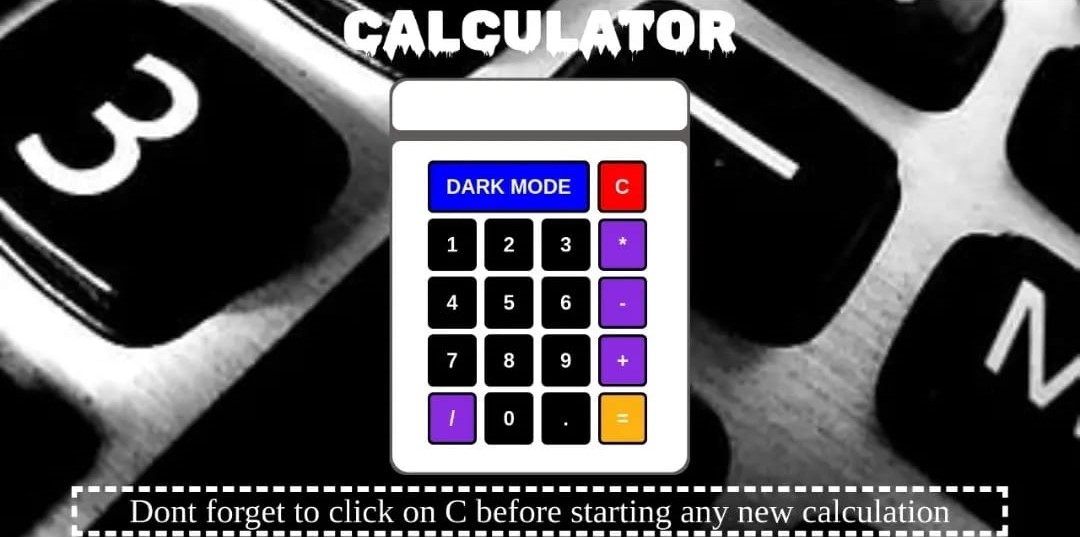 CALCULATOR
3
M
DARK MODE C
1 2 3 *
4 5 6 -
7 8 9 +
/ 0 . =
Dont forget to click on C before starting any new calculation